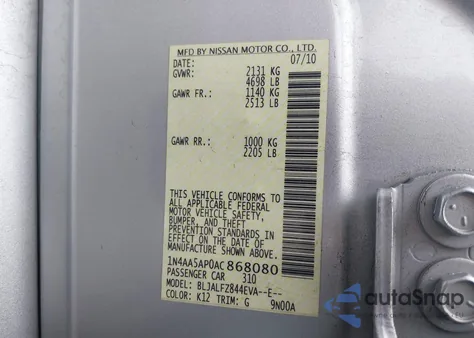 MFD BY NISSAN MOTOR CO., LTD.
DATE: 07/10
GVWR: 2131 KG
4698 LB
GAWR FR.: 1140 KG
2513 LB
GAWR RR.: 1000 KG
2205 LB
THIS VEHICLE CONFORMS TO
ALL APPLICABLE FEDERAL
MOTOR VEHICLE SAFETY,
BUMPER, AND THEFT
PREVENTION STANDARDS
IN EFFECT ON THE DATE OF
MANUFACTURE SHOWN ABOVE.
1N4AA5AP0AC868080
PASSENGER CAR 310
MODEL: BLJALFZ844EVA--E--
COLOR: K12 TRIM: G 9N00A
autoSnap